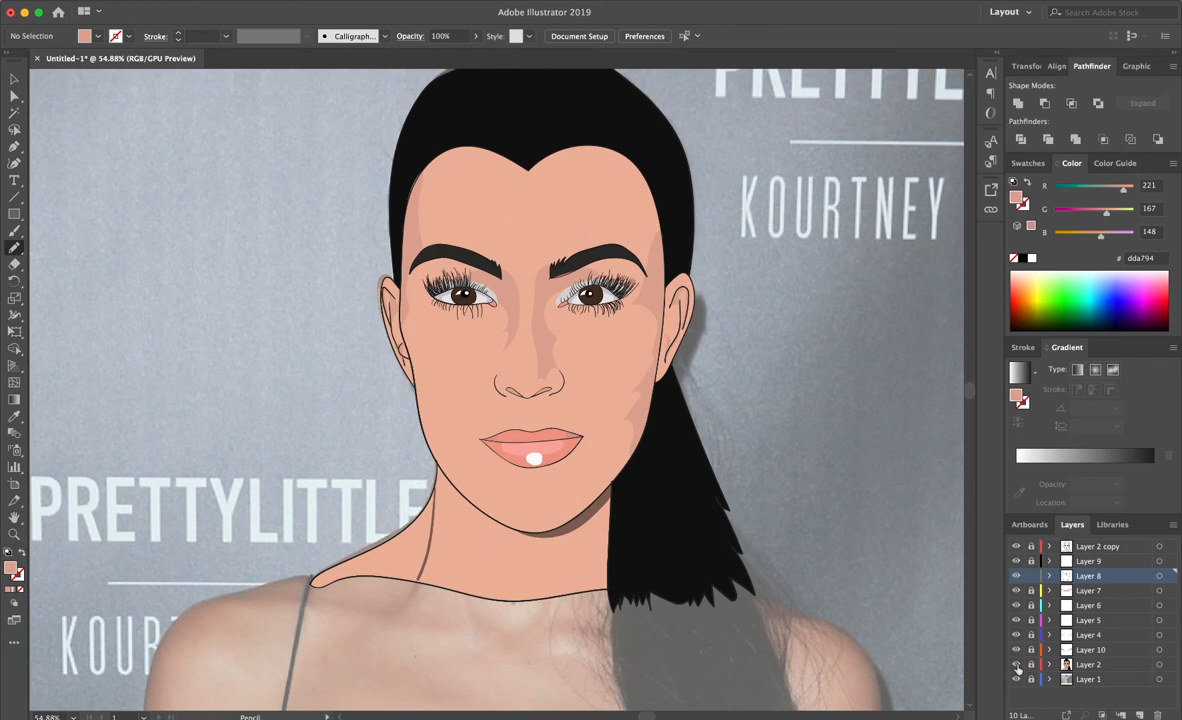 Adobe Illustrator 2019
Layout
Search Adobe Stock
No Selection
Stroke:
Calligraph...
Opacity: 100%
Style:
Document Setup
Preferences
Untitled-1* @ 54.88% (RGB/GPU Preview)
Transfo
Align
Pathfinder
Graphic
Shape Modes:
Expand
Pathfinders:
Swatches
Color
Color Guide
R 221
G 167
B 148
# dda794
Stroke
Gradient
Type:
Stroke:
Opacity:
Location:
Artboards
Layers
Libraries
Layer 2 copy
Layer 9
Layer 8
Layer 7
Layer 6
Layer 5
Layer 4
Layer 10
Layer 2
Layer 1
10 La...
PRETTYLITTLE
KOURTNEY
54.88%
1
Pencil